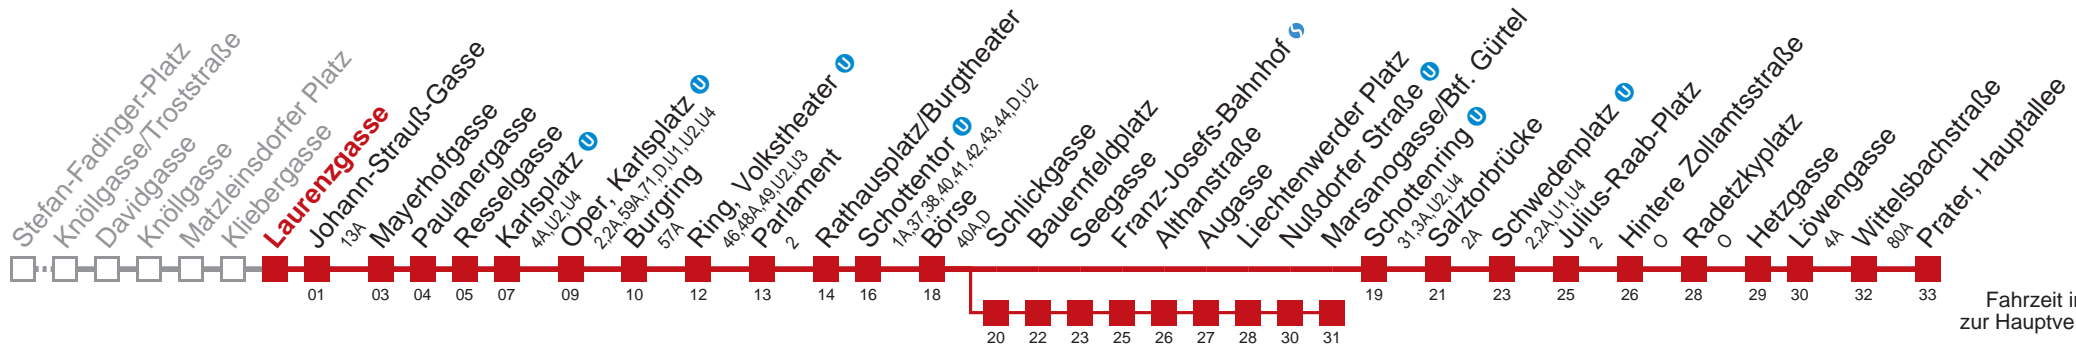 Stefan-Fadinger-Platz
Knöllgasse/Troststraße
Davidgasse
Knöllgasse
Matzleinsdorfer Platz
Kliebergasse
Laurenzgasse
Johann-Strauß-Gasse
13A
Mayerhofgasse
Paulanergasse
Resselgasse
Karlsplatz U
4A,U2,U4
Oper, Karlsplatz U
2,2A,59A,71,D,U1,U2,U4
Burgring
57A
Ring, Volkstheater U
46,48A,49,U2,U3
Parlament
2
Rathausplatz/Burgtheater
Schottentor U
1A,37,38,40,41,42,43,44,D,U2
Börse
40A,D
Schlickgasse
Bauernfeldplatz
Seegasse
Franz-Josefs-Bahnhof S
Althanstraße
Augasse
Liechtenwerder Platz
Nußdorfer Straße U
Marsanogasse/Btf. Gürtel
Schottenring U
31,3A,U2,U4
Salztorbrücke
2A
Schwedenplatz U
2,2A,U1,U4
Julius-Raab-Platz
2
Hintere Zollamtsstraße
O
Radetzkyplatz
O
Hetzgasse
Löwengasse
4A
Wittelsbachstraße
80A
Prater, Hauptallee
01 03 04 05 07 09 10 12 13 14 16 18 19 21 23 25 26 28 29 30 32 33
20 22 23 25 26 27 28 30 31
Fahrzeit i
zur Hauptve